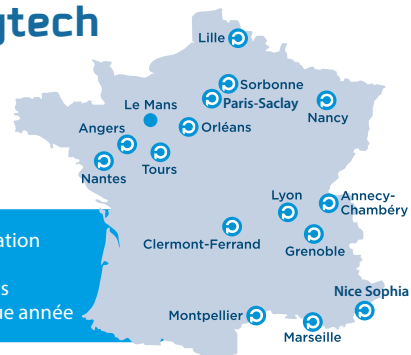 ytech
Lille
Sorbonne
Paris-Saclay
Le Mans
Nancy
Angers
Orléans
Tours
Nantes
Lyon
Annecy-
Chambéry
Clermont-Ferrand
Grenoble
Nice Sophia
Montpellier
Marseille
ation
s
ue année